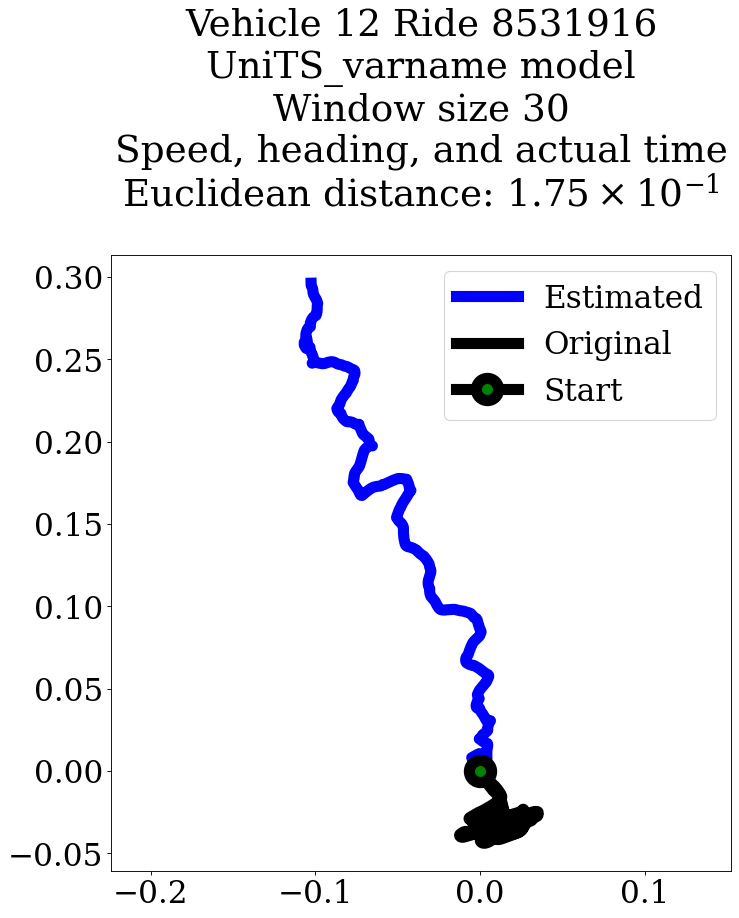 Vehicle 12 Ride 8531916
UniTS_varname model
Window size 30
Speed, heading, and actual time
Euclidean distance: 1.75 × 10⁻¹
Estimated
Original
Start
0.30
0.25
0.20
0.15
0.10
0.05
0.00
−0.05
−0.2
−0.1
0.0
0.1